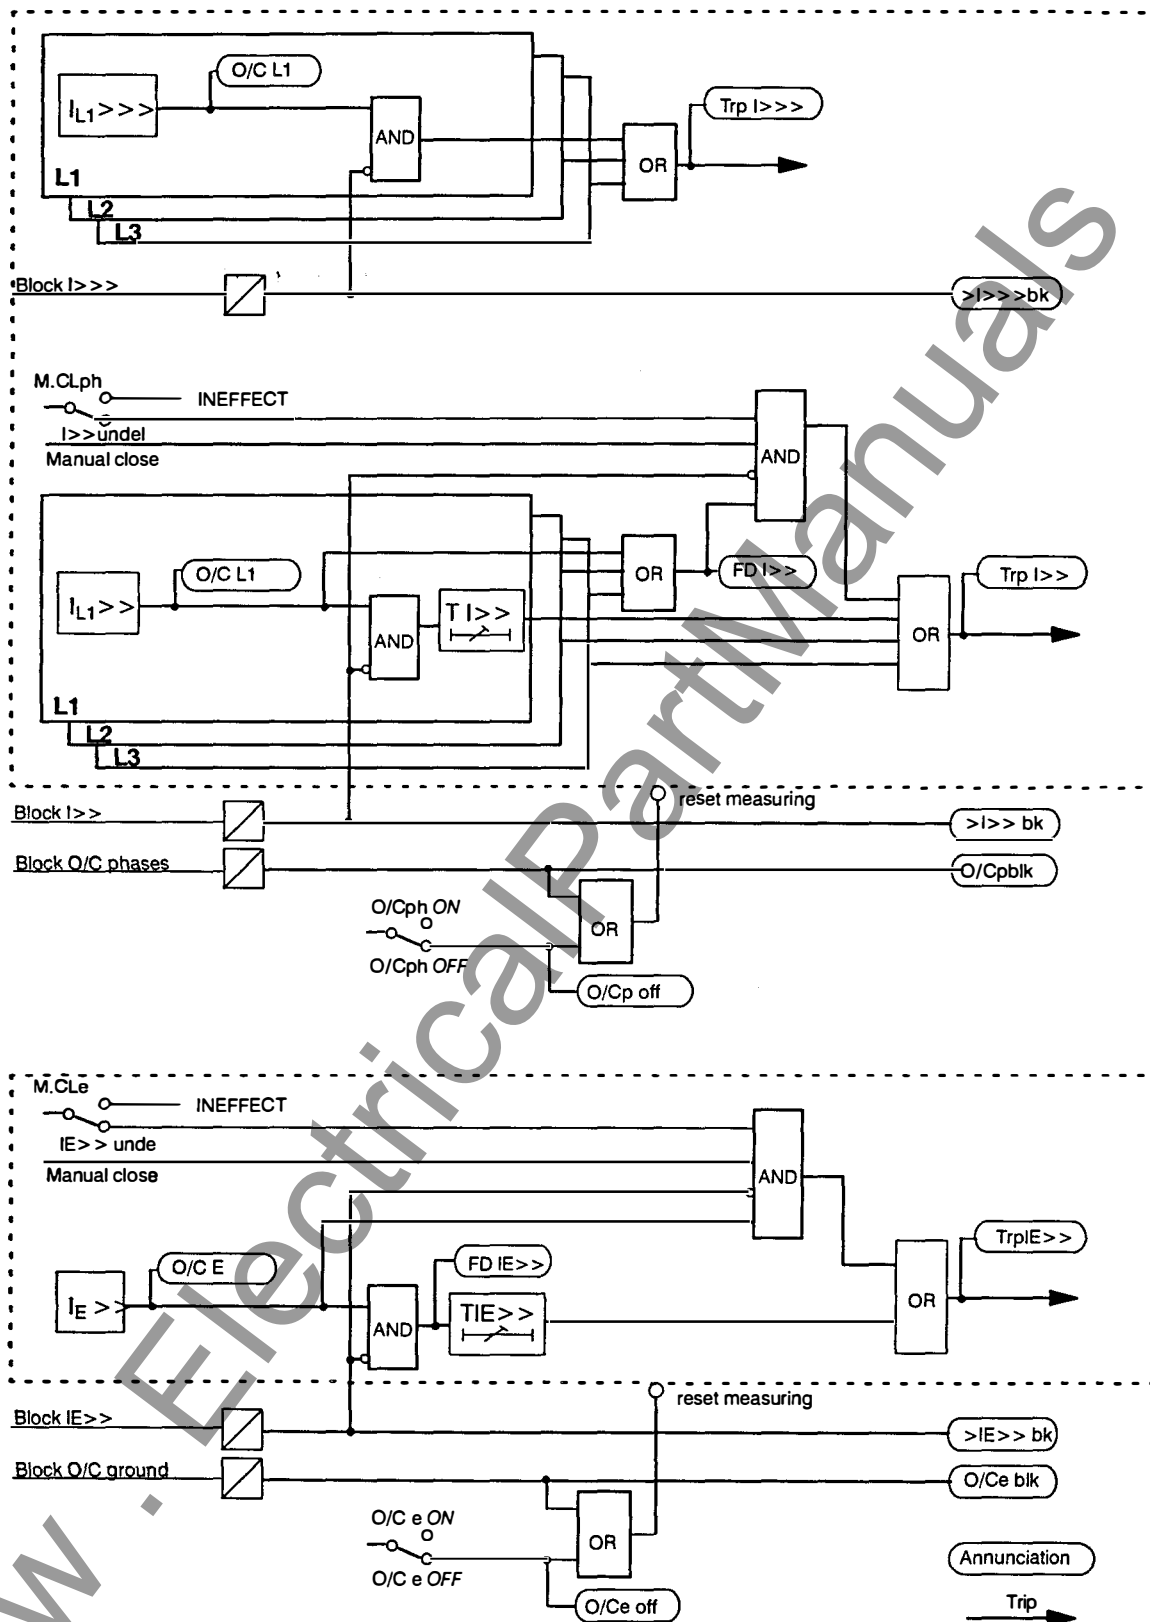 O/C L1
IL1>>>
AND
Trp I>>>
OR
L1
L2
L3
Block I>>>
>I>>>bk
M.CLph
INEFFECT
I>>undel
Manual close
AND
O/C L1
IL1>>
T I>>
AND
OR
FD I>>
Trp I>>
OR
L1
L2
L3
reset measuring
Block I>>
>I>> bk
Block O/C phases
O/Cpblk
O/Cph ON
OR
O/Cph OFF
O/Cp off
M.CLe
INEFFECT
IE>> unde
Manual close
AND
O/C E
FD IE>>
TrpIE>>
IE >>
AND
TIE>>
OR
reset measuring
Block IE>>
>IE>> bk
Block O/C ground
O/Ce blk
O/C e ON
OR
O/C e OFF
O/Ce off
Annunciation
Trip
w . ElectricalPartManuals